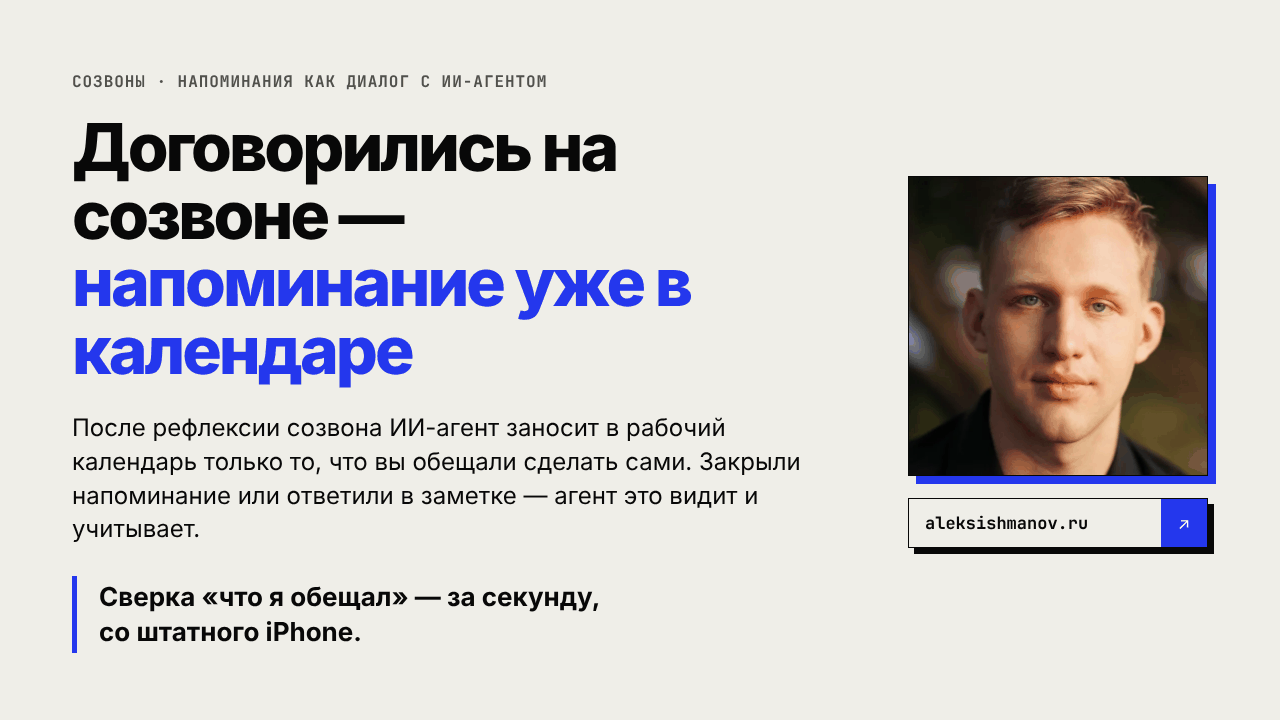 СОЗВОНЫ · НАПОМИНАНИЯ КАК ДИАЛОГ С ИИ-АГЕНТОМ
Договорились на
созвоне —
напоминание уже в
календаре
После рефлексии созвона ИИ-агент заносит в рабочий
календарь только то, что вы обещали сделать сами. Закрыли
напоминание или ответили в заметке — агент это видит и
учитывает.
Сверка «что я обещал» — за секунду,
со штатного iPhone.
aleksishmanov.ru